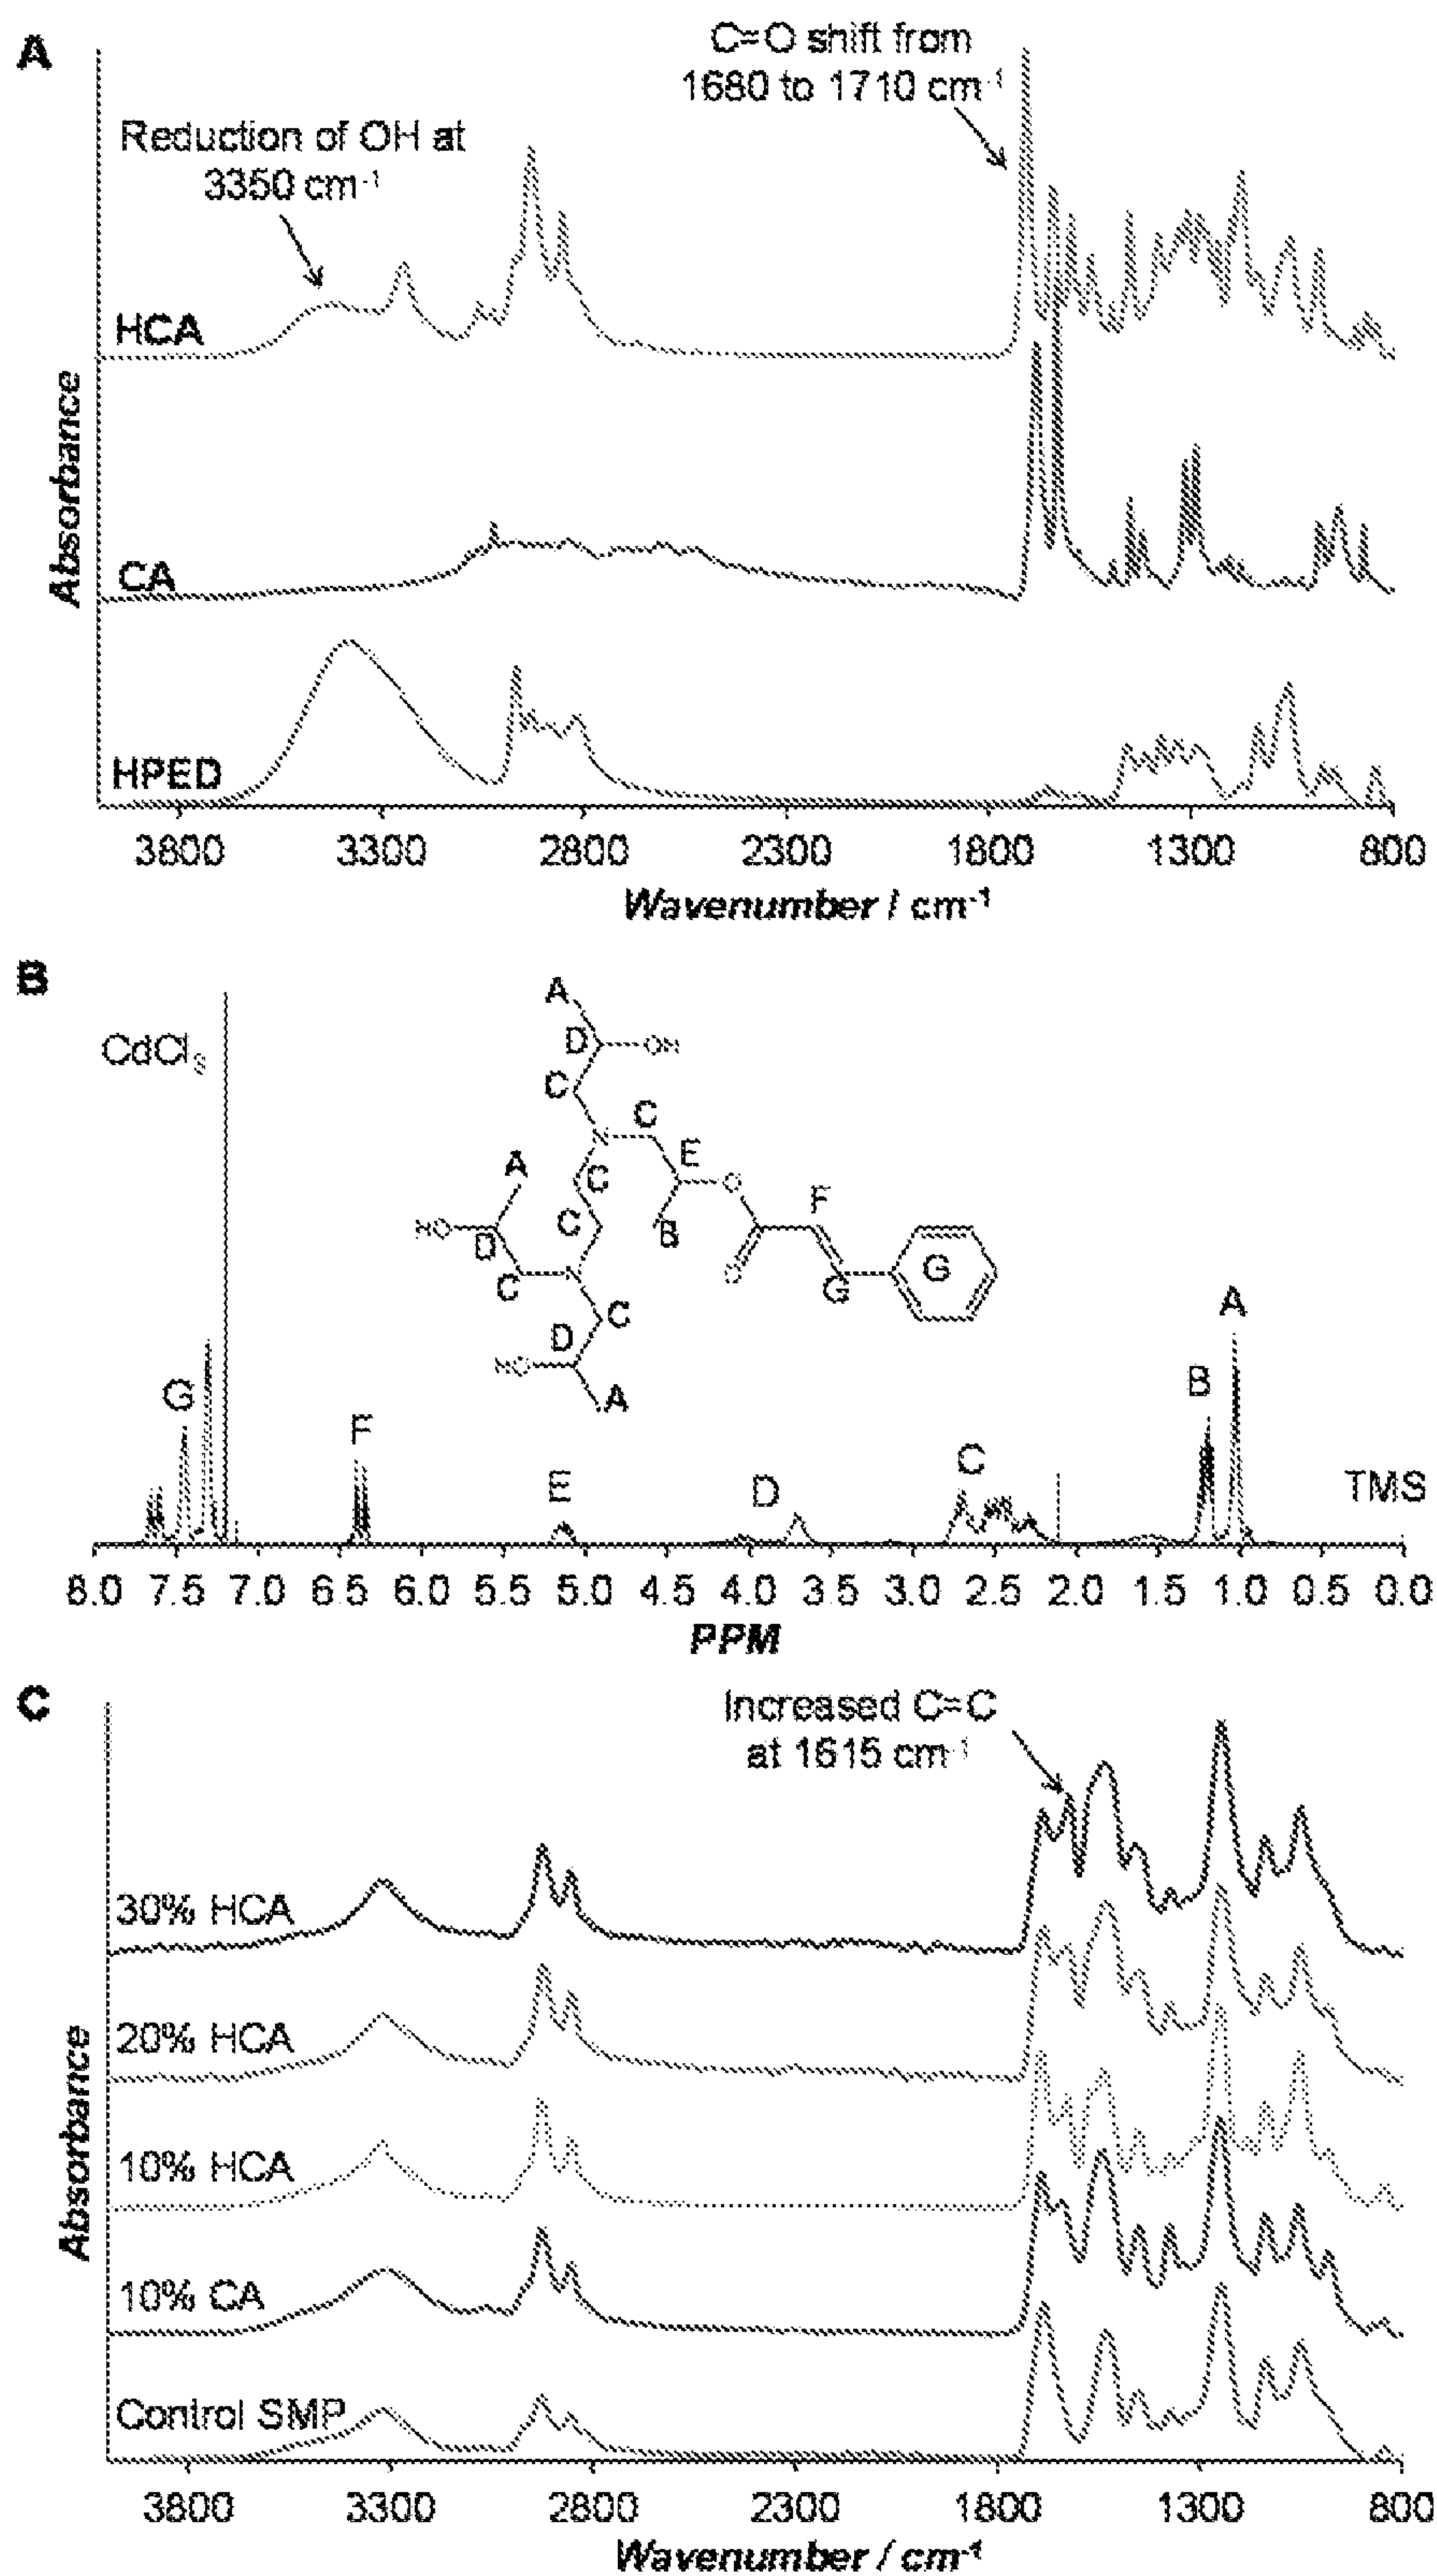 A
C=O shift from
1680 to 1710 cm-1
Reduction of OH at
3350 cm-1
HCA
CA
HPED
Absorbance
3800 3300 2800 2300 1800 1300 800
Wavenumber / cm-1
B
CdCl3
A
D OH
C
C
N
E
A
C
O
F
C
B
HO
D
O
G
G
C
N
C
D
HO
A
G
F
E
D
C
B
A
TMS
8.0 7.5 7.0 6.5 6.0 5.5 5.0 4.5 4.0 3.5 3.0 2.5 2.0 1.5 1.0 0.5 0.0
PPM
C
Increased C=C
at 1615 cm-1
30% HCA
20% HCA
10% HCA
10% CA
Control SMP
Absorbance
3800 3300 2800 2300 1800 1300 800
Wavenumber / cm-1